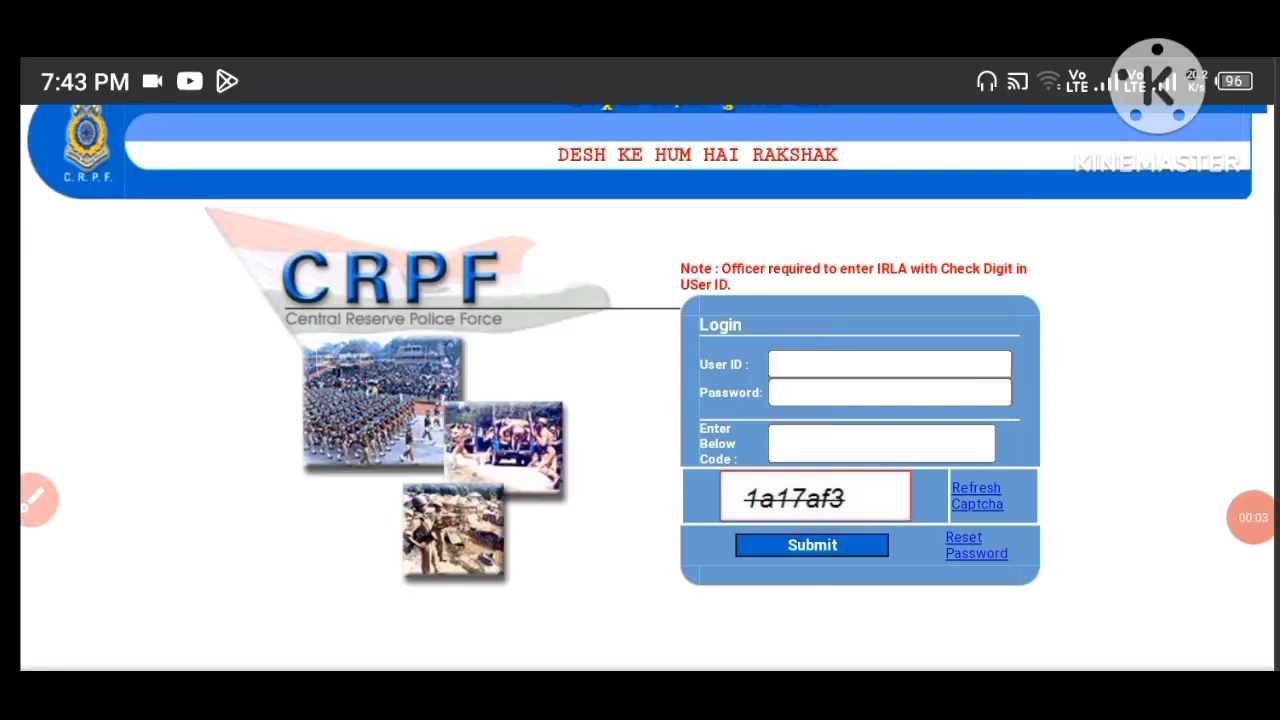 7:43 PM
Vo LTE
Vo LTE
20.2 K/s
96
KINEMASTER
C. R. P. F.
DESH KE HUM HAI RAKSHAK
CRPF
Central Reserve Police Force
Note : Officer required to enter IRLA with Check Digit in
USer ID.
Login
User ID :
Password:
Enter
Below
Code :
1a17af3
Refresh
Captcha
Submit
Reset
Password
00:03